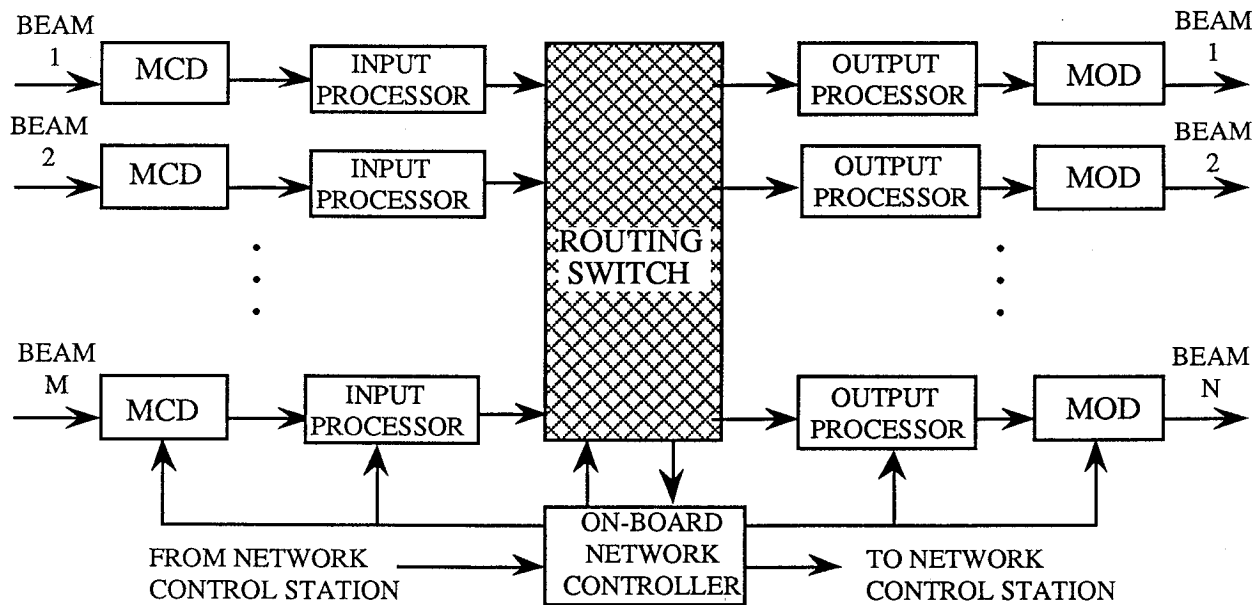 BEAM
1
MCD
INPUT
PROCESSOR
OUTPUT
PROCESSOR
MOD
BEAM
1
BEAM
2
MCD
INPUT
PROCESSOR
OUTPUT
PROCESSOR
MOD
BEAM
2
ROUTING
SWITCH
BEAM
M
MCD
INPUT
PROCESSOR
OUTPUT
PROCESSOR
MOD
BEAM
N
FROM NETWORK
CONTROL STATION
ON-BOARD
NETWORK
CONTROLLER
TO NETWORK
CONTROL STATION